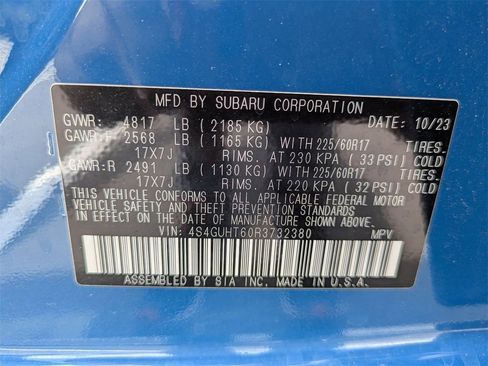 MFD BY SUBARU CORPORATION
GVWR: 4817 LB ( 2185 KG) DATE: 10/23
GAWR:F 2568 LB ( 1165 KG) WITH 225/60R17 TIRES.
17X7J RIMS. AT 230 KPA ( 33 PSI) COLD
GAWR:R 2491 LB ( 1130 KG) WITH 225/60R17 TIRES.
17X7J RIMS. AT 220 KPA ( 32 PSI) COLD
THIS VEHICLE CONFORMS TO ALL APPLICABLE FEDERAL MOTOR
VEHICLE SAFETY AND THEFT PREVENTION STANDARDS
IN EFFECT ON THE DATE OF MANUFACTURE SHOWN ABOVE.
VIN: 4S4GUHT60R3732380 MPV
ASSEMBLED BY SIA INC. MADE IN U.S.A.